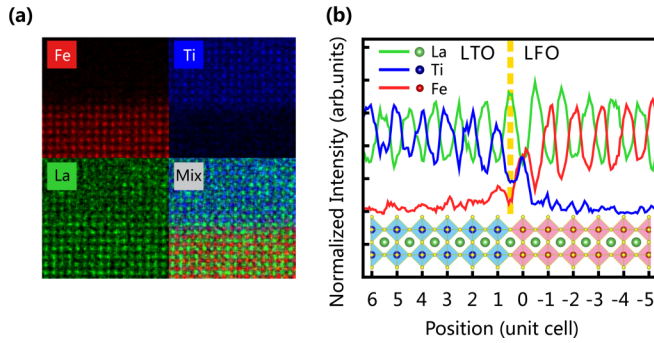 (a)
Fe
Ti
La
Mix
(b)
Normalized Intensity (arb.units)
La
Ti
Fe
LTO
LFO
6 5 4 3 2 1 0 -1 -2 -3 -4 -5
Position (unit cell)